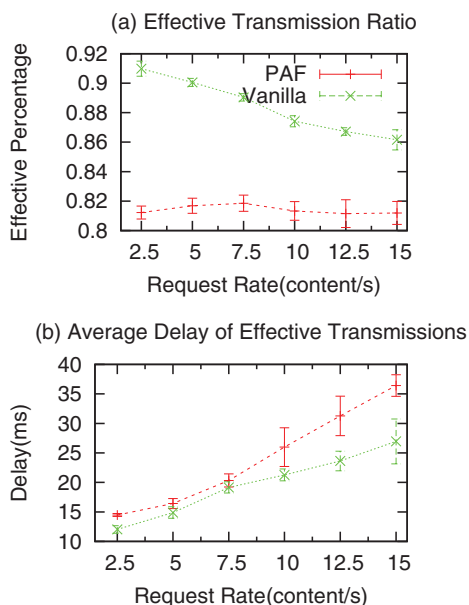 (a) Effective Transmission Ratio
Effective Percentage
0.92
0.9
0.88
0.86
0.84
0.82
0.8
PAF
Vanilla
2.5 5 7.5 10 12.5 15
Request Rate(content/s)
(b) Average Delay of Effective Transmissions
Delay(ms)
40
35
30
25
20
15
10
2.5 5 7.5 10 12.5 15
Request Rate(content/s)